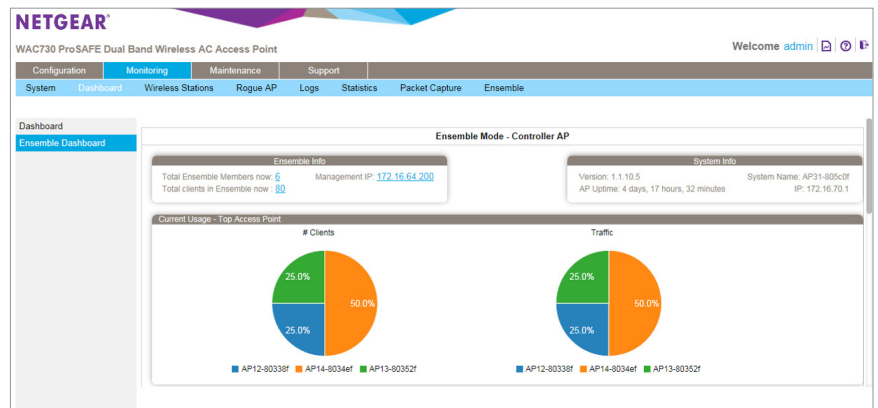 NETGEAR®
WAC730 ProSAFE Dual Band Wireless AC Access Point
Welcome admin
Configuration Monitoring Maintenance Support
System Dashboard Wireless Stations Rogue AP Logs Statistics Packet Capture Ensemble
Dashboard
Ensemble Dashboard
Ensemble Mode - Controller AP
Ensemble Info
Total Ensemble Members now: 6 Management IP: 172.16.64.200
Total clients in Ensemble now : 80
System Info
Version: 1.1.10.5 System Name: AP31-805c0f
AP Uptime: 4 days, 17 hours, 32 minutes IP: 172.16.70.1
Current Usage - Top Access Point
# Clients
25.0%
50.0%
25.0%
AP12-80338f AP14-8034ef AP13-80352f
Traffic
25.0%
50.0%
25.0%
AP12-80338f AP14-8034ef AP13-80352f